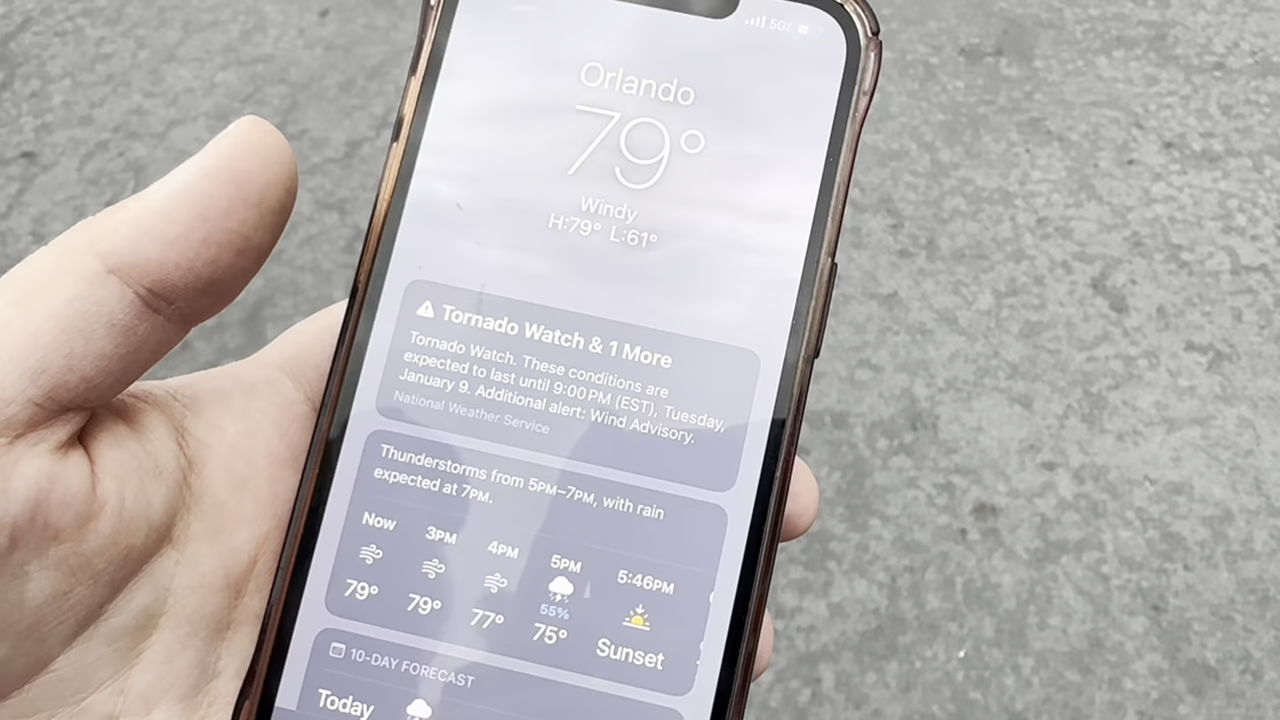 5G
Orlando
79°
Windy
H:79° L:61°
Tornado Watch & 1 More
Tornado Watch. These conditions are
expected to last until 9:00PM (EST), Tuesday,
January 9. Additional alert: Wind Advisory.
National Weather Service
Thunderstorms from 5PM–7PM, with rain
expected at 7PM.
Now 3PM 4PM 5PM 5:46PM
55%
79° 79° 77° 75° Sunset
10-DAY FORECAST
Today